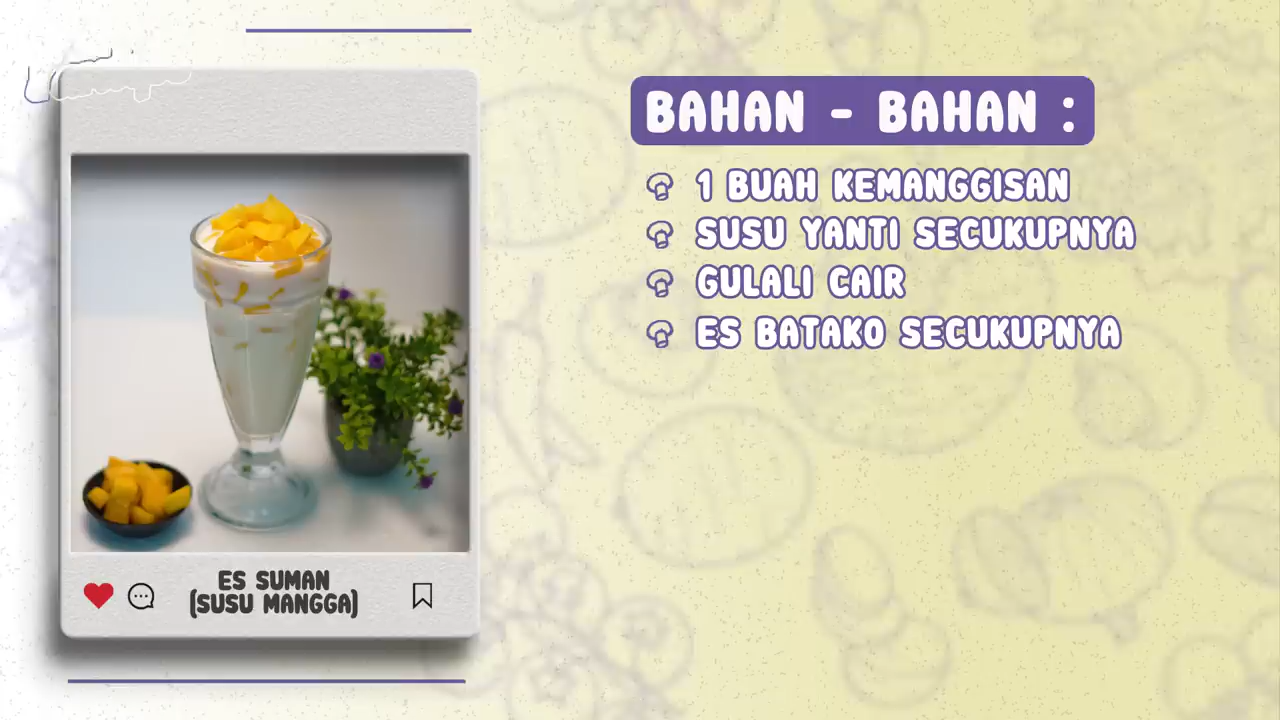 BAHAN - BAHAN :
1 BUAH KEMANGGISAN
SUSU YANTI SECUKUPNYA
GULALI CAIR
ES BATAKO SECUKUPNYA
ES SUMAN
(SUSU MANGGA)